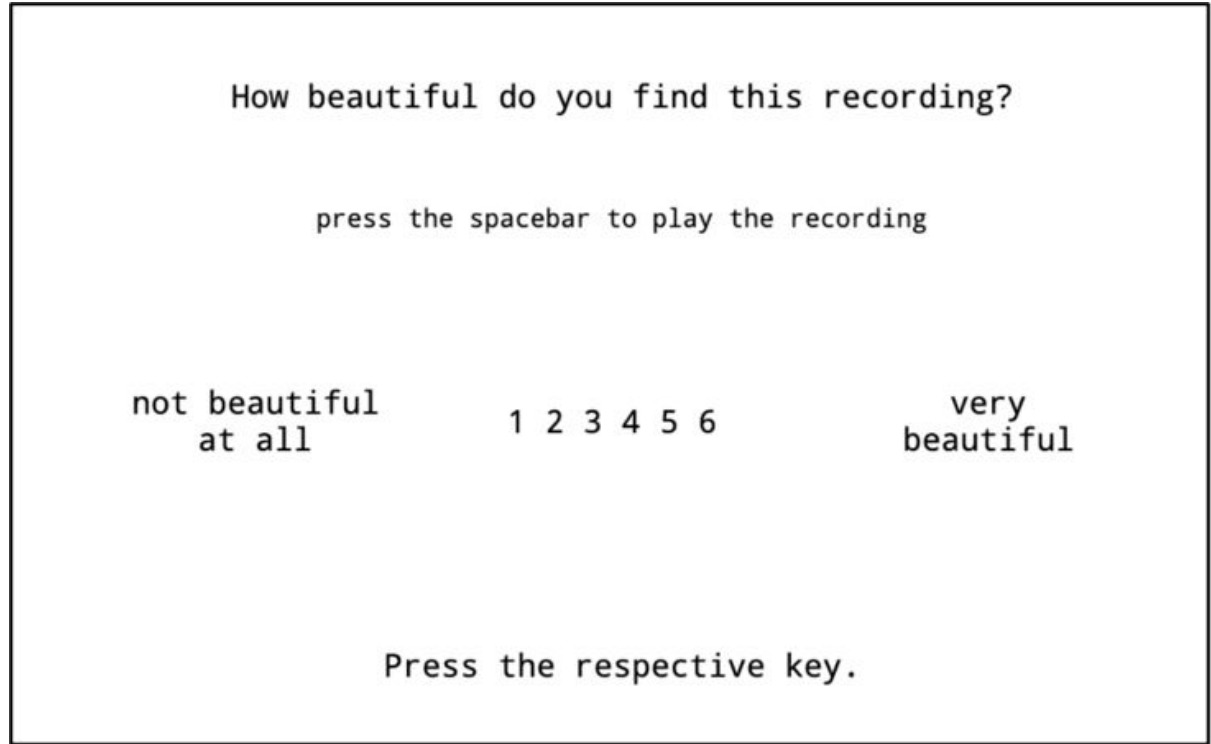 How beautiful do you find this recording?
press the spacebar to play the recording
not beautiful
at all
1 2 3 4 5 6
very
beautiful
Press the respective key.